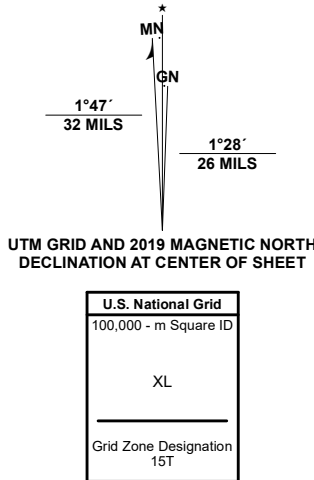 ★
MN
GN
1°47´
32 MILS
1°28´
26 MILS
UTM GRID AND 2019 MAGNETIC NORTH
DECLINATION AT CENTER OF SHEET
U.S. National Grid
100,000 - m Square ID
XL
Grid Zone Designation
15T